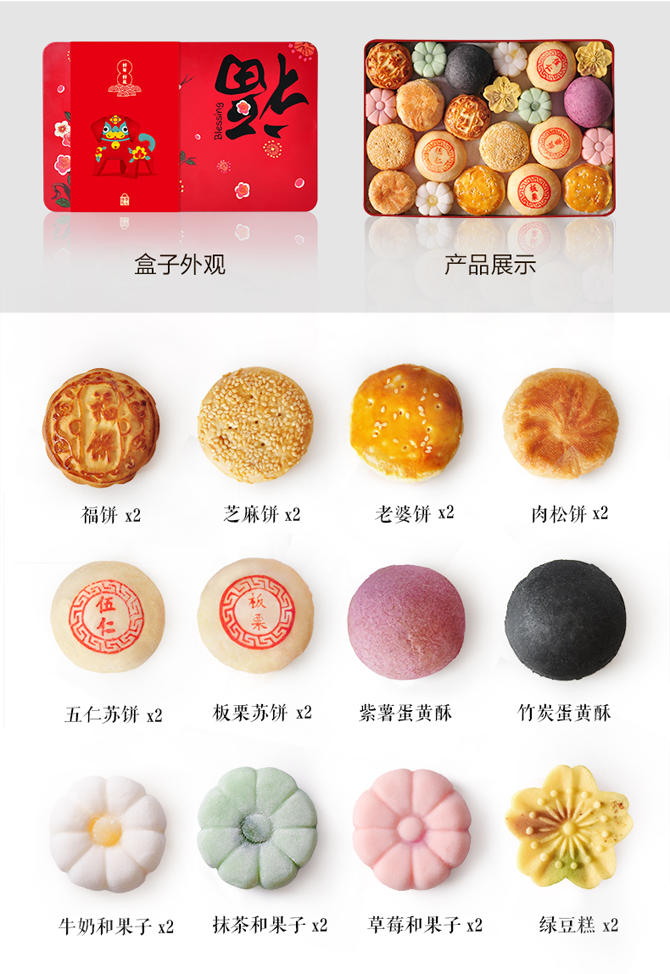 福
Blessing
盒子外观
产品展示
福饼 x2
芝麻饼 x2
老婆饼 x2
肉松饼 x2
伍仁
板栗
五仁苏饼 x2
板栗苏饼 x2
紫薯蛋黄酥
竹炭蛋黄酥
牛奶和果子 x2
抹茶和果子 x2
草莓和果子 x2
绿豆糕 x2